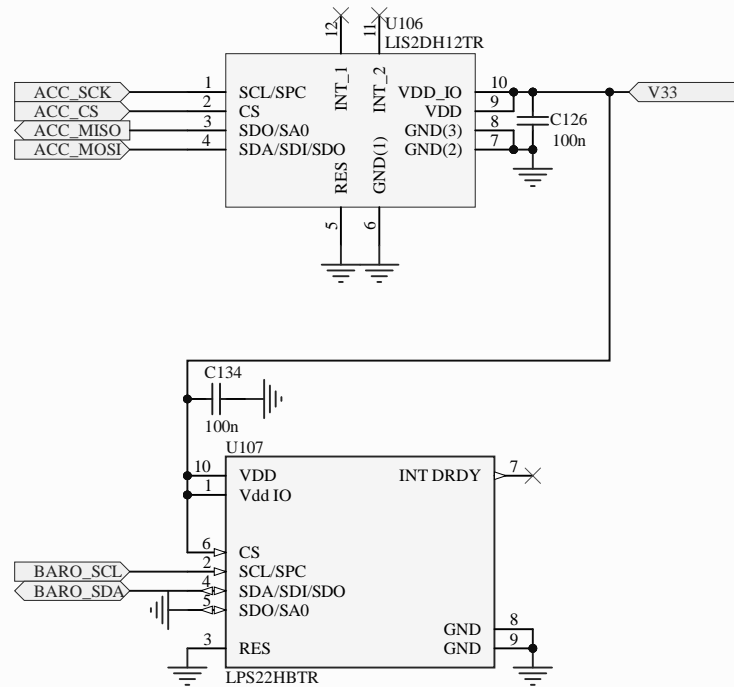 12
11
U106
LIS2DH12TR
ACC_SCK 1 SCL/SPC INT_1 INT_2 VDD_IO 10 V33
ACC_CS 2 CS VDD 9
ACC_MISO 3 SDO/SA0 GND(3) 8 C126
ACC_MOSI 4 SDA/SDI/SDO GND(2) 7 100n
RES GND(1)
5 6
C134
100n
U107
10 VDD INT DRDY 7
1 Vdd IO
6 CS
BARO_SCL 2 SCL/SPC
BARO_SDA 4 SDA/SDI/SDO
5 SDO/SA0
GND 8
3 RES GND 9
LPS22HBTR